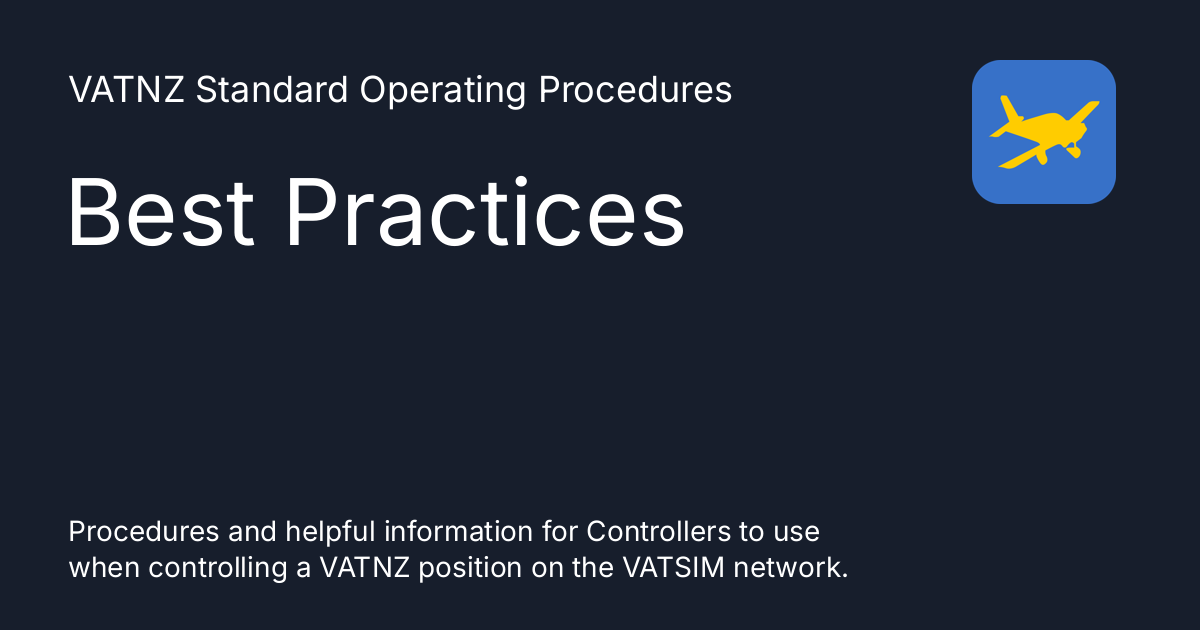 VATNZ Standard Operating Procedures
Best Practices
Procedures and helpful information for Controllers to use
when controlling a VATNZ position on the VATSIM network.